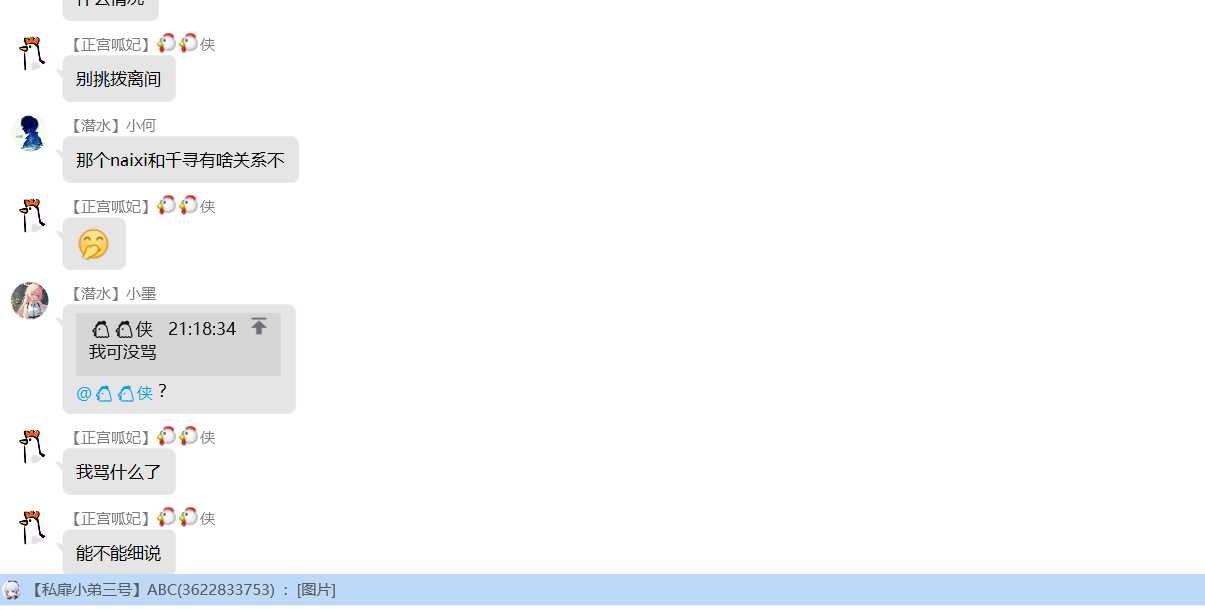 什么情况
【正宫呱妃】🐔🐔侠
别挑拨离间
【潜水】小何
那个naixi和千寻有啥关系不
【正宫呱妃】🐔🐔侠
【潜水】小墨
🐔🐔侠 21:18:34
我可没骂
@🐔🐔侠 ?
【正宫呱妃】🐔🐔侠
我骂什么了
【正宫呱妃】🐔🐔侠
能不能细说
【私扉小弟三号】ABC(3622833753) : [图片]